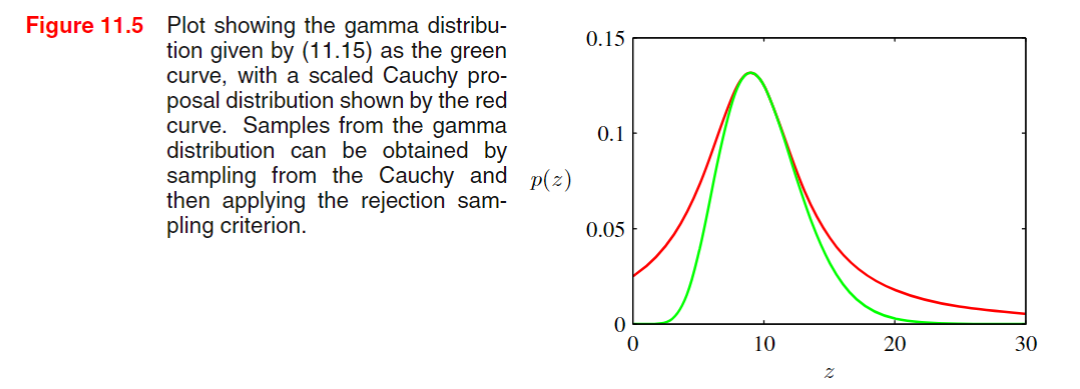 Figure 11.5 Plot showing the gamma distribu-
tion given by (11.15) as the green
curve, with a scaled Cauchy pro-
posal distribution shown by the red
curve. Samples from the gamma
distribution can be obtained by
sampling from the Cauchy and
then applying the rejection sam-
pling criterion.
p(z)
0.15
0.1
0.05
0
0 10 20 30
z